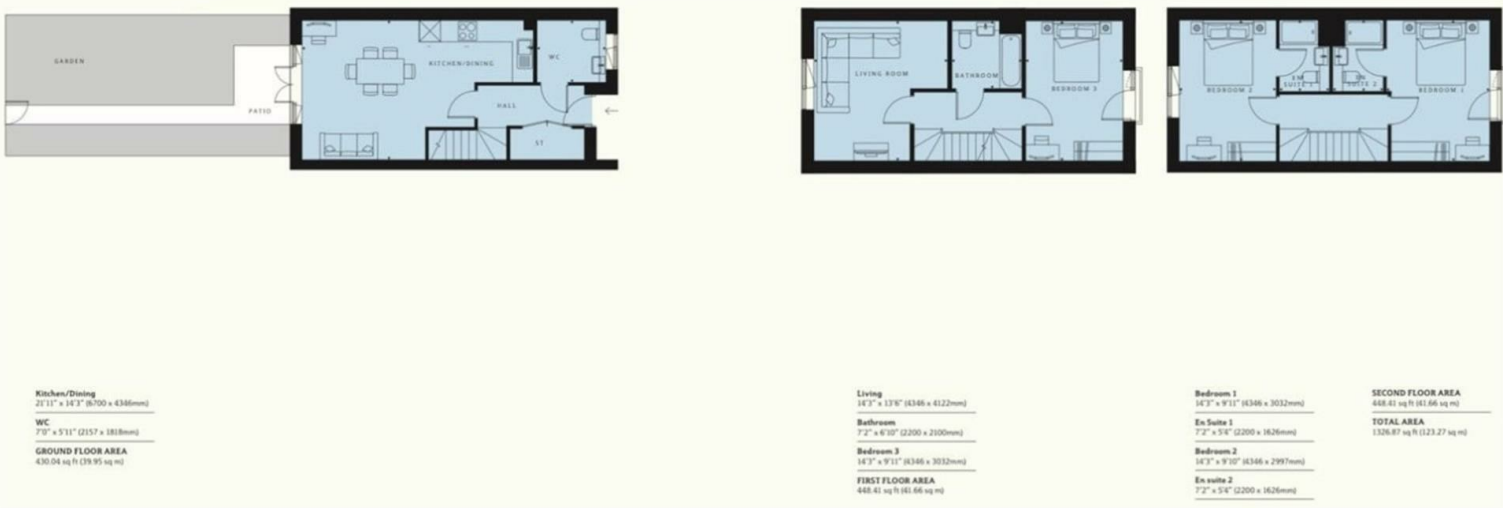 GARDEN
PATIO
KITCHEN/DINING
WC
HALL
ST
LIVING ROOM
BATHROOM
BEDROOM 3
BEDROOM 2
EN
SUITE 1
EN
SUITE 2
BEDROOM 1
Kitchen/Dining
21'11" x 14'3" (6700 x 4346mm)
WC
7'0" x 5'11" (2157 x 1818mm)
GROUND FLOOR AREA
430.04 sq ft (39.95 sq m)
Living
14'3" x 13'6" (4346 x 4122mm)
Bathroom
7'2" x 6'10" (2200 x 2100mm)
Bedroom 3
14'3" x 9'11" (4346 x 3032mm)
FIRST FLOOR AREA
448.41 sq ft (41.66 sq m)
Bedroom 1
14'3" x 9'11" (4346 x 3032mm)
En Suite 1
7'2" x 5'4" (2200 x 1626mm)
Bedroom 2
14'3" x 9'10" (4346 x 2997mm)
En suite 2
7'2" x 5'4" (2200 x 1626mm)
SECOND FLOOR AREA
448.41 sq ft (41.66 sq m)
TOTAL AREA
1326.87 sq ft (123.27 sq m)